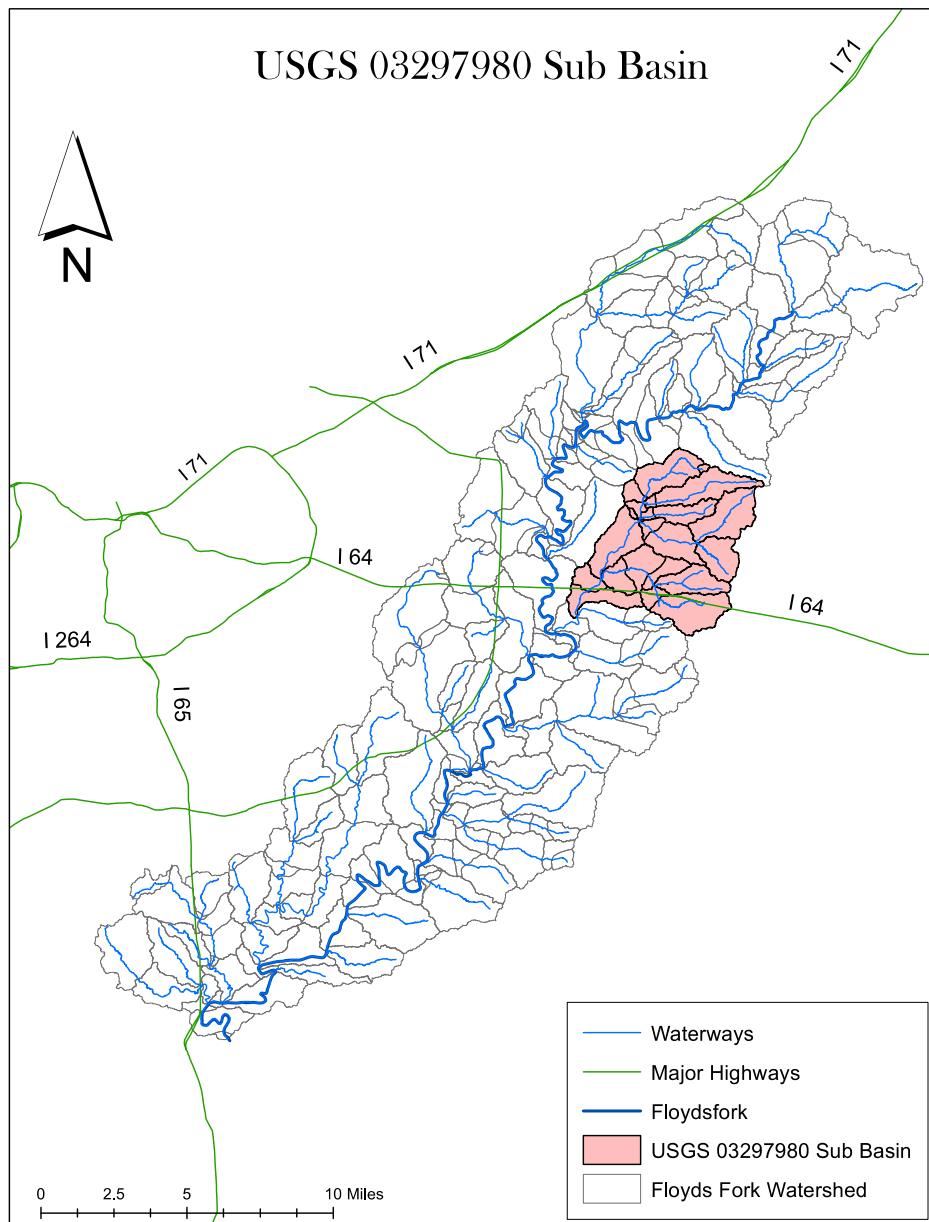 USGS 03297980 Sub Basin
I 71
N
I 71
I 71
I 64
I 64
I 264
I 65
Waterways
Major Highways
Floydsfork
USGS 03297980 Sub Basin
Floyds Fork Watershed
0 2.5 5 10 Miles